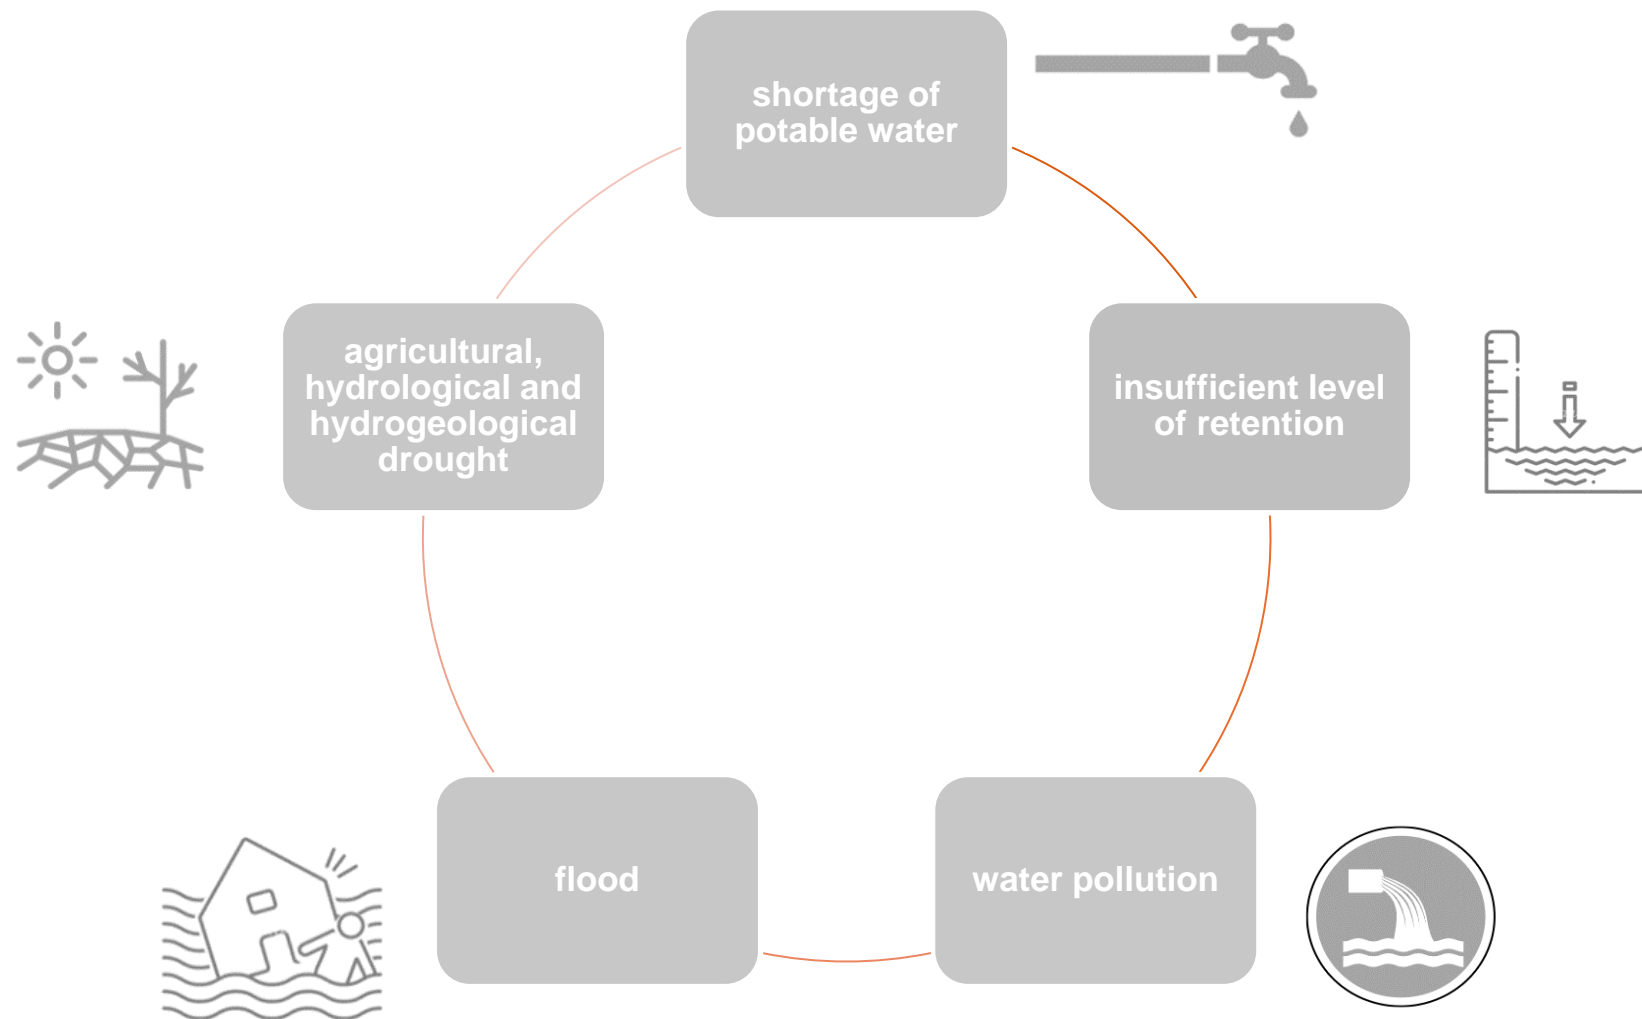 shortage of
potable water
agricultural,
hydrological and
hydrogeological
drought
insufficient level
of retention
flood
water pollution